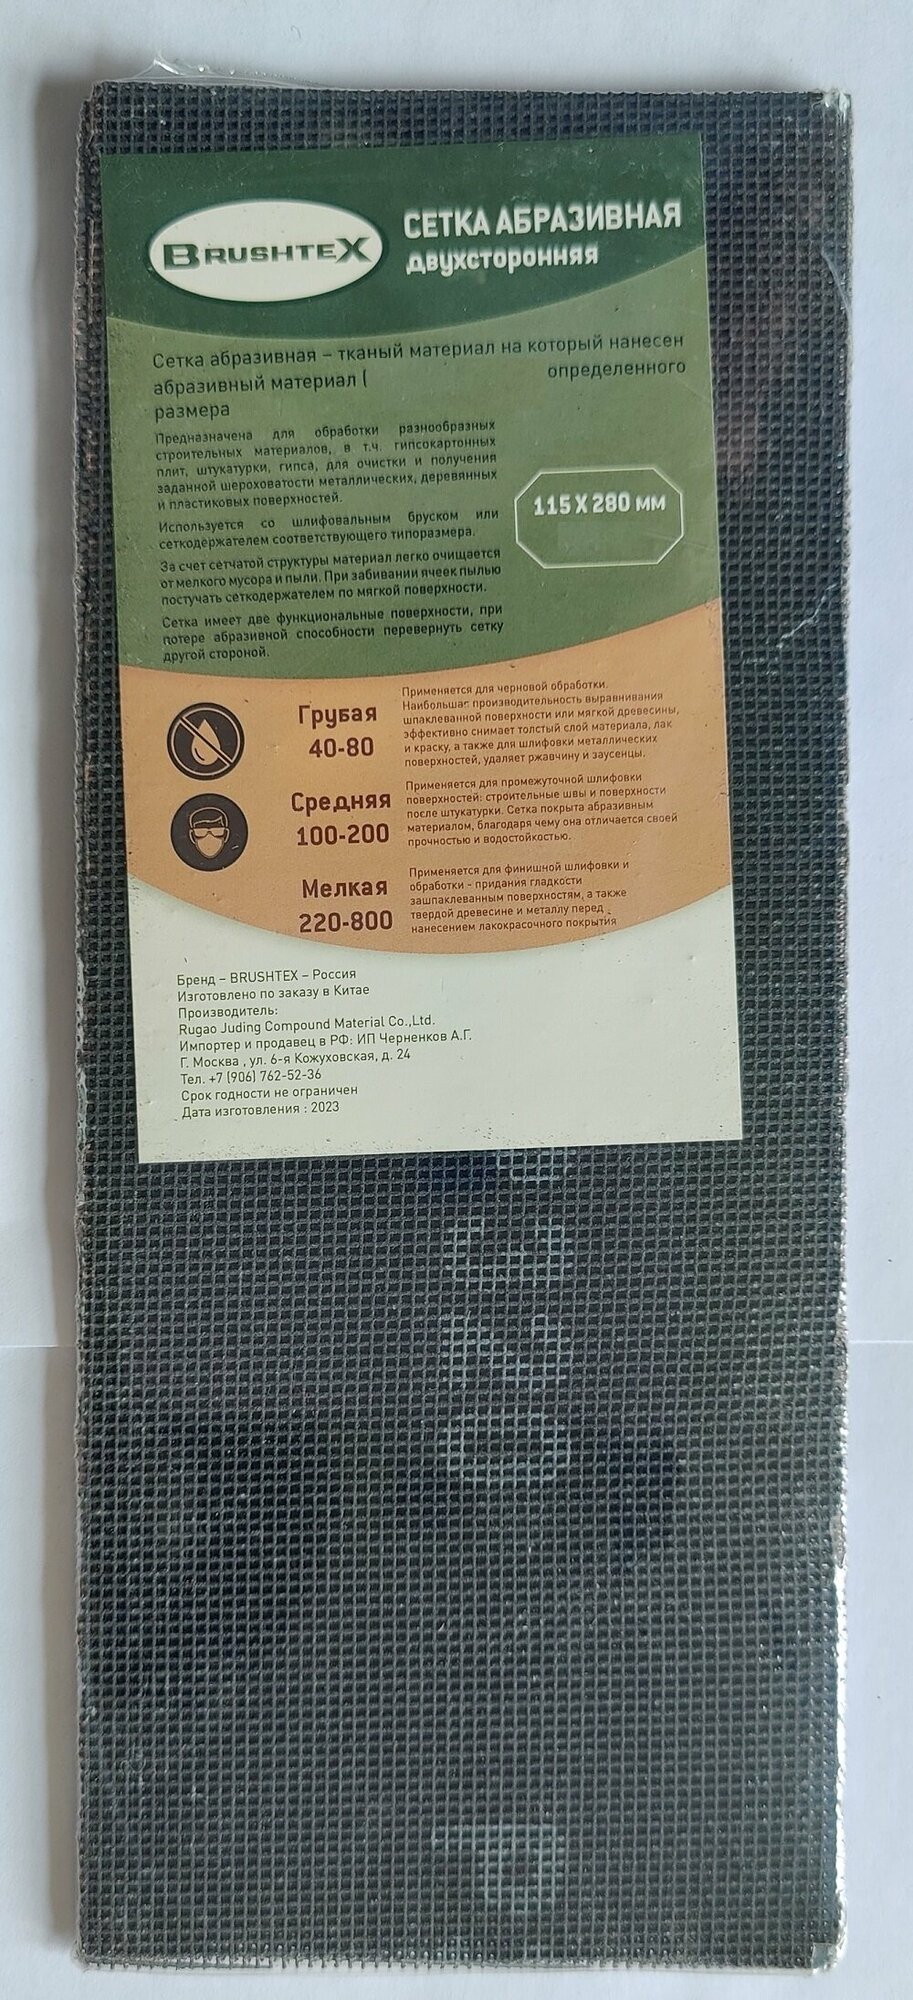 BRUSHTEX
СЕТКА АБРАЗИВНАЯ
двухсторонняя
Сетка абразивная – тканый материал на который нанесен
абразивный материал ( определенного
размера
Предназначена для обработки разнообразных
строительных материалов, в т.ч. гипсокартонных
плит, штукатурки, гипса, для очистки и получения
заданной шероховатости металлических, деревянных
и пластиковых поверхностей.
Используется со шлифовальным бруском или
сеткодержателем соответствующего типоразмера.
За счет сетчатой структуры материал легко очищается
от мелкого мусора и пыли. При забивании ячеек пылью
постучать сеткодержателем по мягкой поверхности.
Сетка имеет две функциональные поверхности, при
потере абразивной способности перевернуть сетку
другой стороной.
115 X 280 мм
Грубая
40-80
Применяется для черновой обработки.
Наибольшая производительность выравнивания
шпаклеванной поверхности или мягкой древесины,
эффективно снимает толстый слой материала, лак
и краску, а также для шлифовки металлических
поверхностей, удаляет ржавчину и заусенцы.
Средняя
100-200
Применяется для промежуточной шлифовки
поверхностей: строительные швы и поверхности
после штукатурки. Сетка покрыта абразивным
материалом, благодаря чему она отличается своей
прочностью и водостойкостью.
Мелкая
220-800
Применяется для финишной шлифовки и
обработки - придания гладкости
зашпаклеванным поверхностям, а также
твердой древесине и металлу перед
нанесением лакокрасочного покрытия
Бренд – BRUSHTEX – Россия
Изготовлено по заказу в Китае
Производитель:
Rugao Juding Compound Material Co.,Ltd.
Импортер и продавец в РФ: ИП Черненков А.Г.
Г. Москва , ул. 6-я Кожуховская, д. 24
Тел. +7 (906) 762-52-36
Срок годности не ограничен
Дата изготовления : 2023